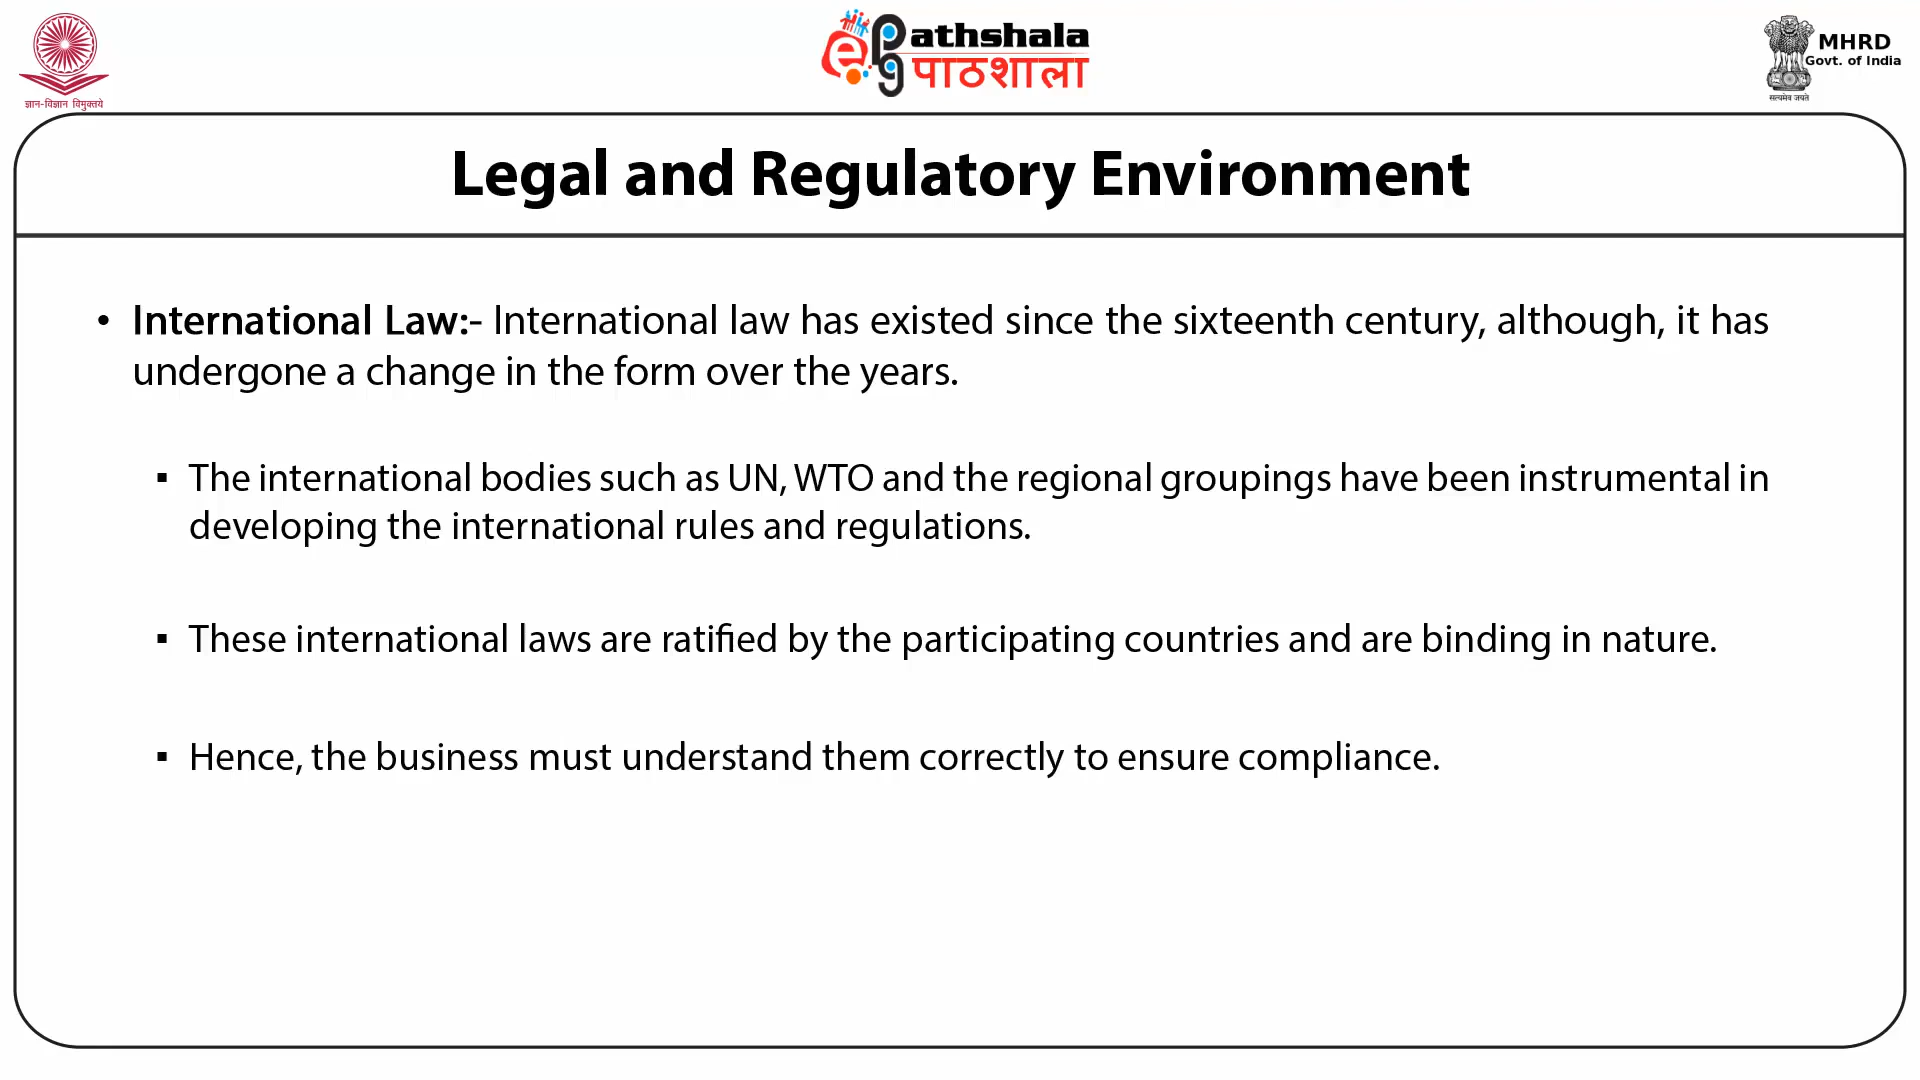 ज्ञान-विज्ञान विमुक्तये
e Pathshala
पाठशाला
MHRD
Govt. of India
सत्यमेव जयते
Legal and Regulatory Environment
• International Law:- International law has existed since the sixteenth century, although, it has
undergone a change in the form over the years.
▪ The international bodies such as UN, WTO and the regional groupings have been instrumental in
developing the international rules and regulations.
▪ These international laws are ratified by the participating countries and are binding in nature.
▪ Hence, the business must understand them correctly to ensure compliance.